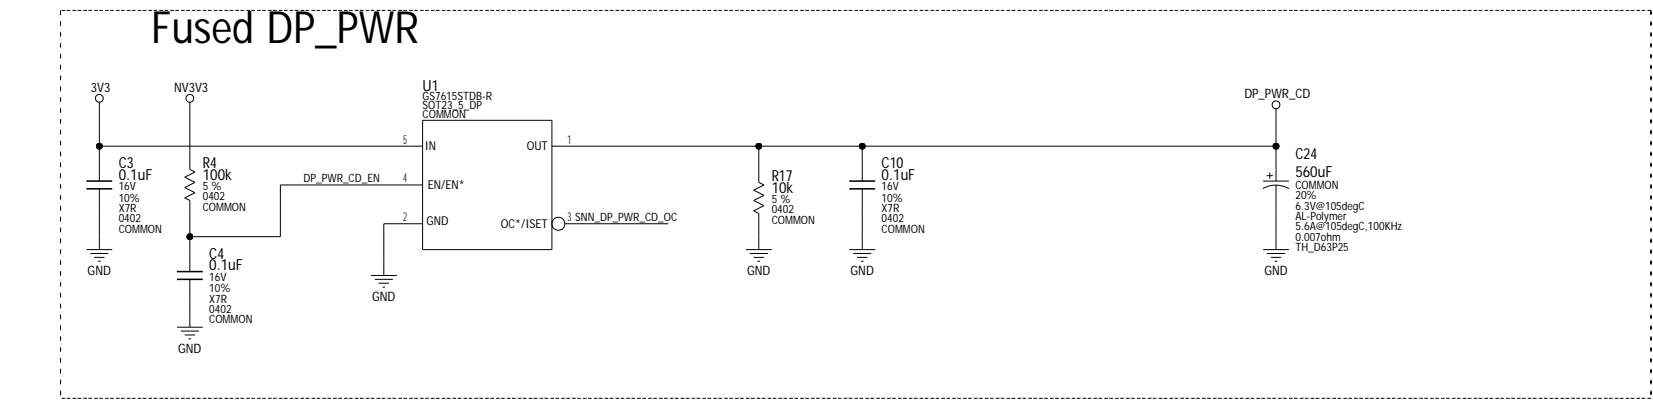 Fused DP_PWR
3V3
NV3V3
C3
0.1uF
16V
10%
X7R
0402
COMMON
GND
R4
100k
5 %
0402
COMMON
DP_PWR_CD_EN
C4
0.1uF
16V
10%
X7R
0402
COMMON
GND
U1
GS7615STDB-R
SOT23_5_DP
COMMON
5
IN
OUT
1
4
EN/EN*
2
GND
OC*/ISET
3
SNN_DP_PWR_CD_OC
GND
R17
10k
5 %
0402
COMMON
GND
C10
0.1uF
16V
10%
X7R
0402
COMMON
GND
DP_PWR_CD
C24
560uF
COMMON
20%
6.3V@105degC
AL-Polymer
5.6A@105degC,100KHz
0.007ohm
TH_D63P25
+
GND